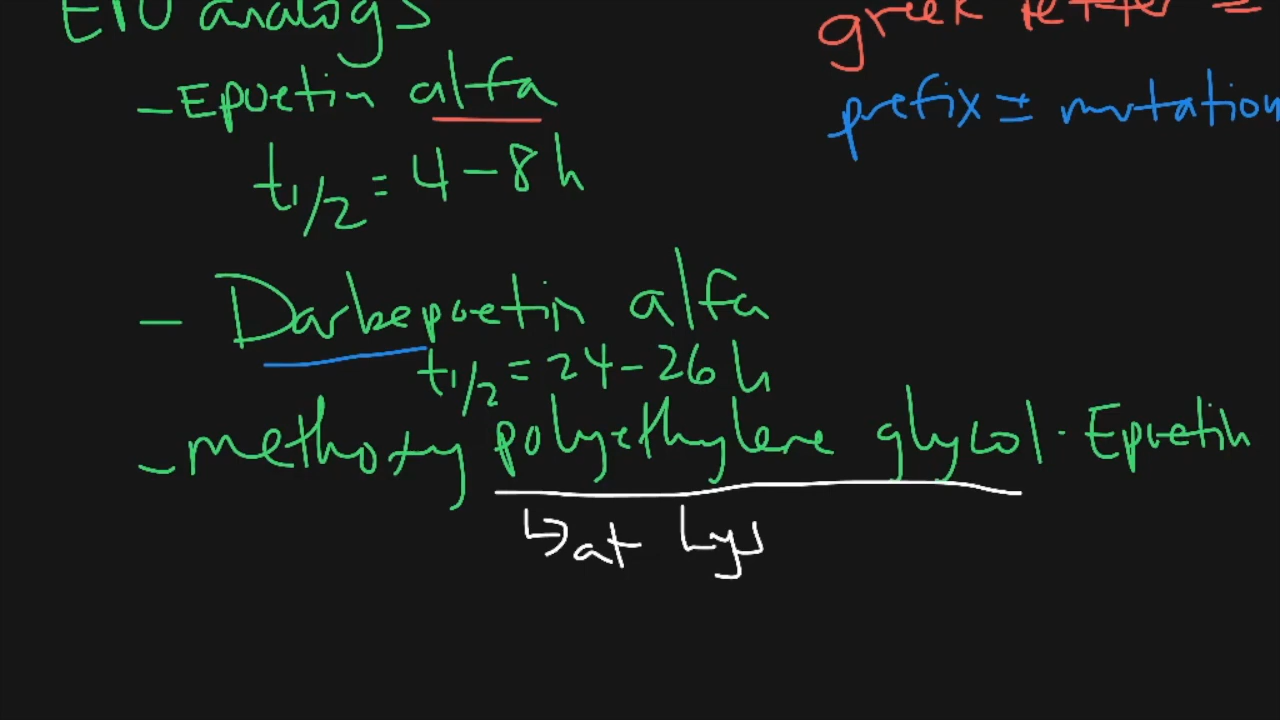 EPO analogs
greek letter =
- Epoetin alfa
prefix = mutation
t1/2 = 4 - 8 h
- Darbepoetin alfa
t1/2 = 24 - 26 h
- methoxy polyethylene glycol - Epoetin
↳ at Lys